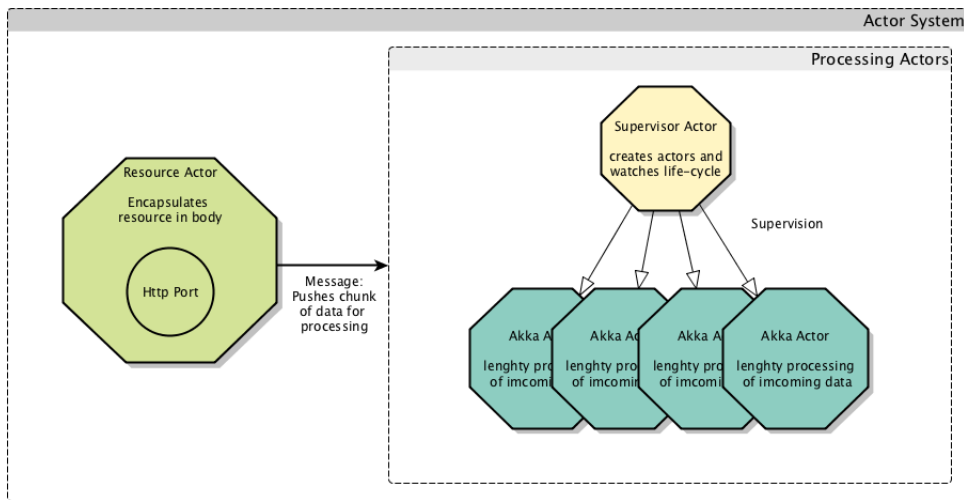 Actor System
Processing Actors
Supervisor Actor
creates actors and
watches life-cycle
Resource Actor
Encapsulates
resource in body
Http Port
Supervision
Message:
Pushes chunk
of data for
processing
Akka A
lenghty pro
of imcomi
Akka Ac
lenghty pro
of imcomin
Akka A
lenghty pro
of imcomin
Akka Actor
lenghty processing
of imcoming data